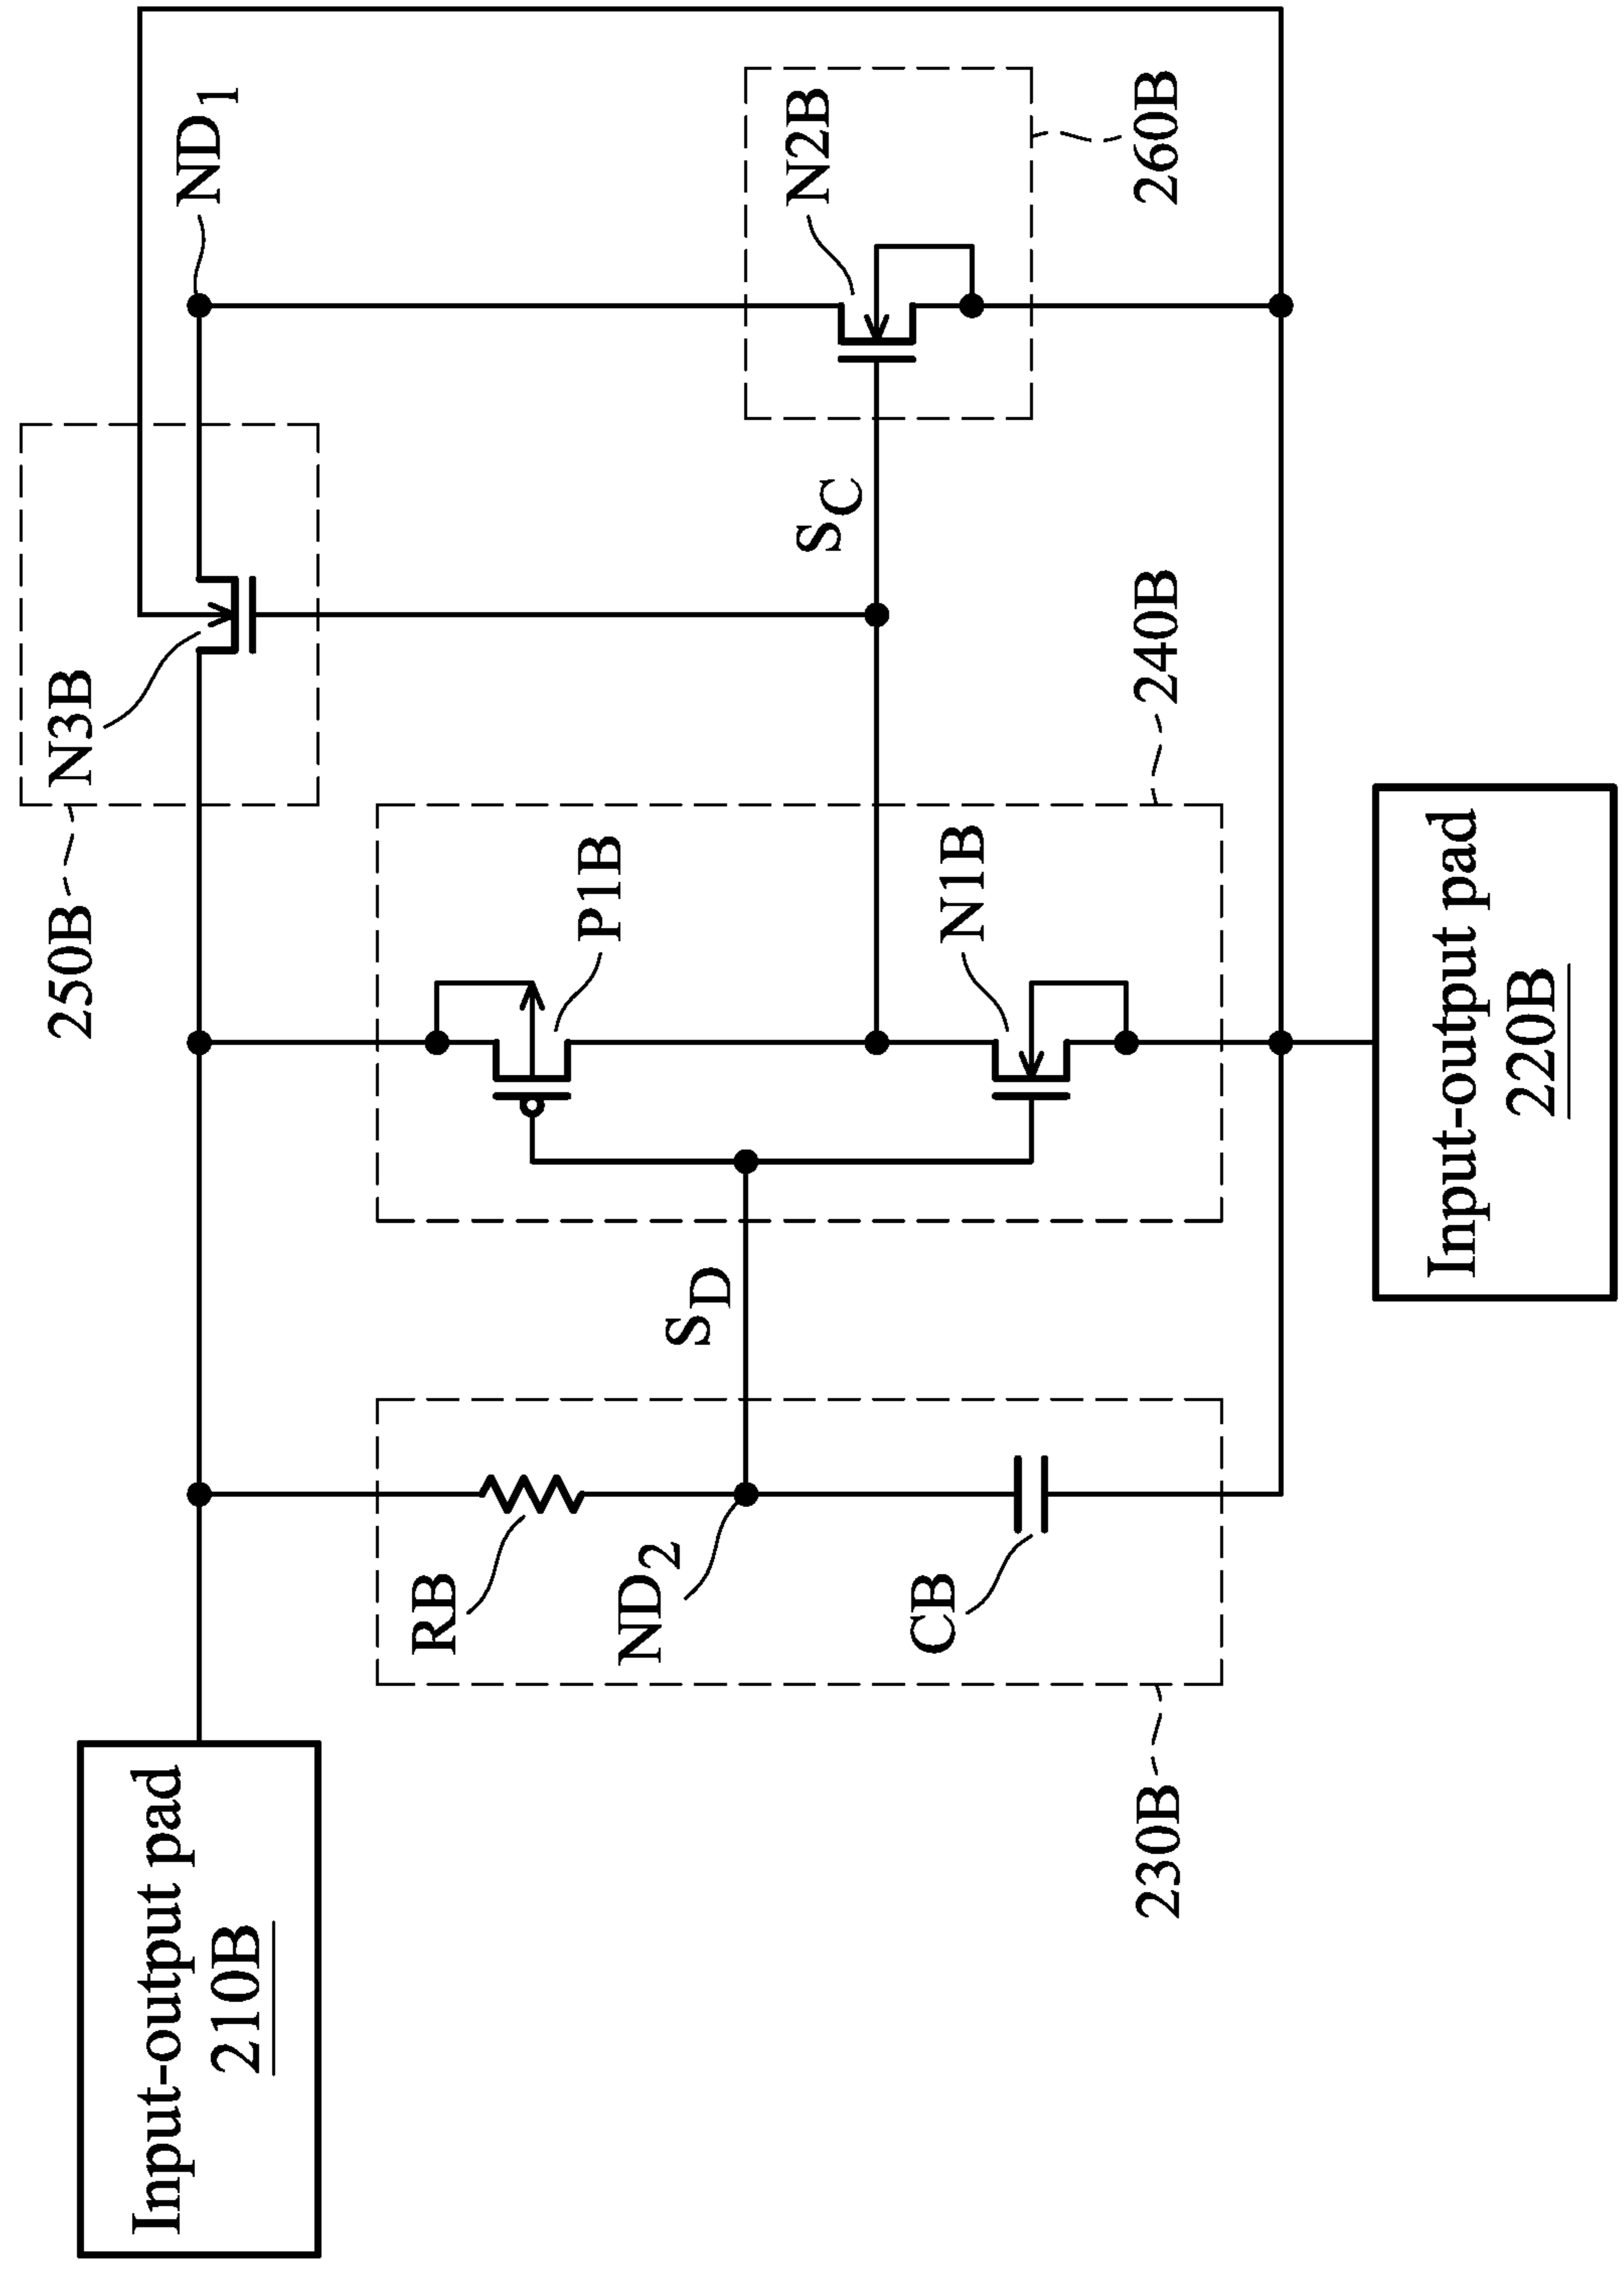 Input-output pad
210B
230B
RB
ND2
CB
SD
240B
P1B
N1B
250B
N3B
SC
ND1
N2B
260B
Input-output pad
220B